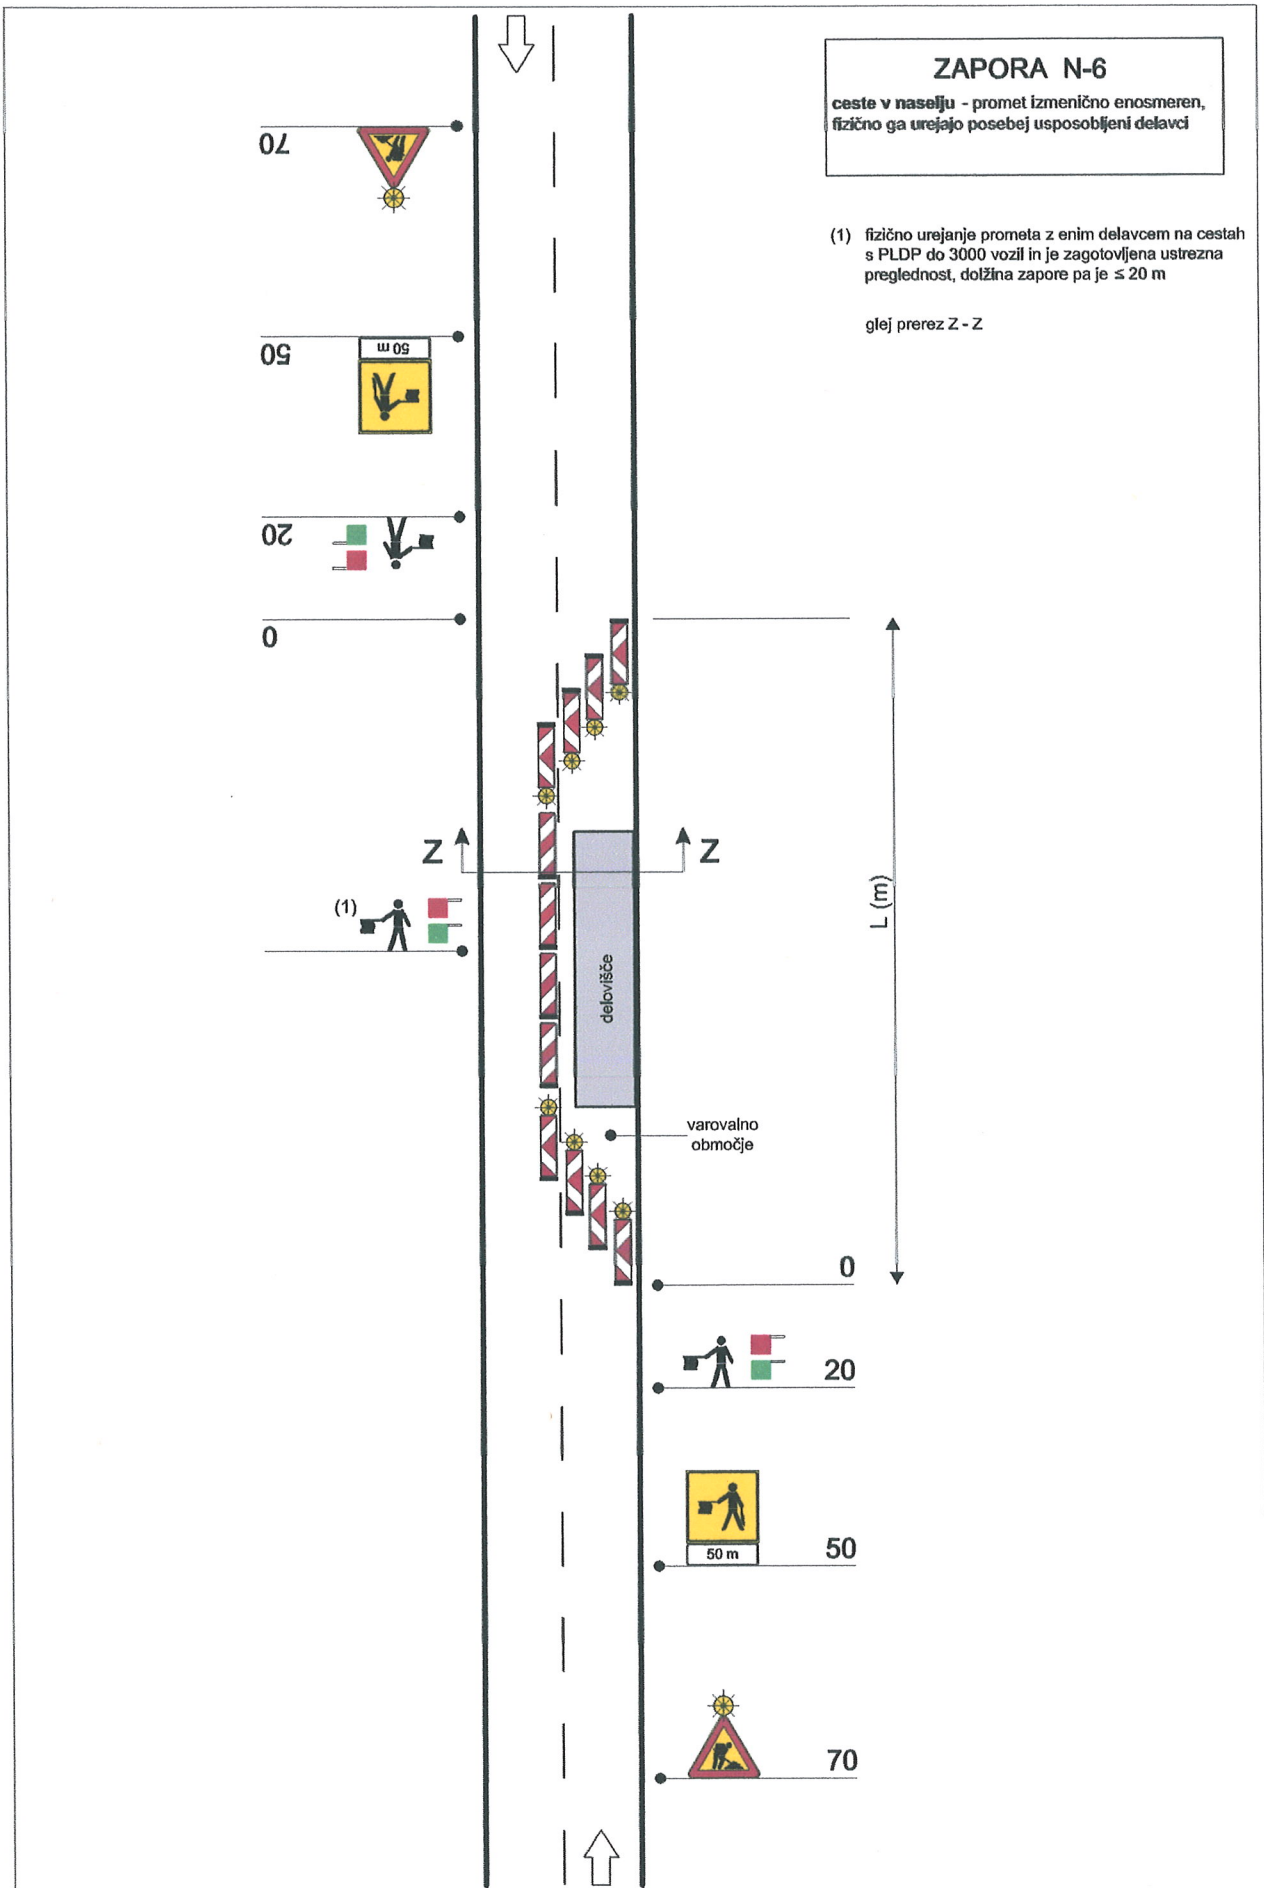 ZAPORA N-6
ceste v naselju - promet izmenično enosmeren,
fizično ga urejajo posebej usposobljeni delavci
(1) fizično urejanje prometa z enim delavcem na cestah
s PLDP do 3000 vozil in je zagotovljena ustrezna
preglednost, dolžina zapore pa je ≤ 20 m
glej prerez Z - Z
70
50
50 m
20
0
Z
Z
(1)
L (m)
delovišče
varovalno
območje
0
20
50 m
50
70